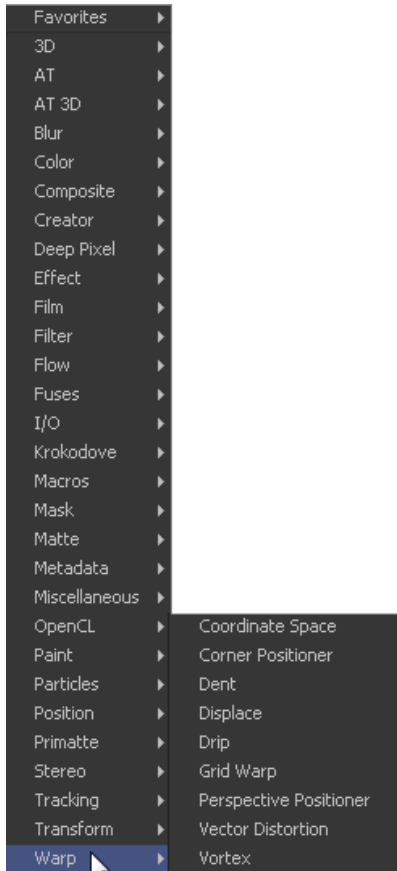 Favorites
3D
AT
AT 3D
Blur
Color
Composite
Creator
Deep Pixel
Effect
Film
Filter
Flow
Fuses
I/O
Krokodove
Macros
Mask
Matte
Metadata
Miscellaneous
OpenCL
Paint
Particles
Position
Primatte
Stereo
Tracking
Transform
Warp
Coordinate Space
Corner Positioner
Dent
Displace
Drip
Grid Warp
Perspective Positioner
Vector Distortion
Vortex